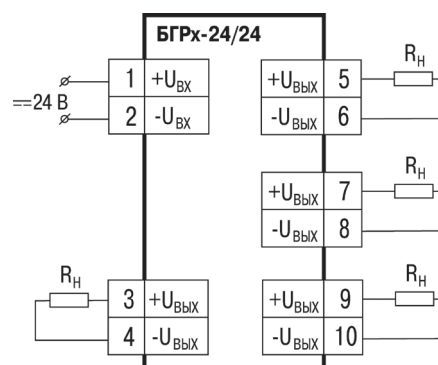 БГРх-24/24
1 +UВХ
2 -UВХ
==24 В
+UВЫХ 5
-UВЫХ 6
RН
+UВЫХ 7
-UВЫХ 8
RН
RН
3 +UВЫХ
4 -UВЫХ
+UВЫХ 9
-UВЫХ 10
RН